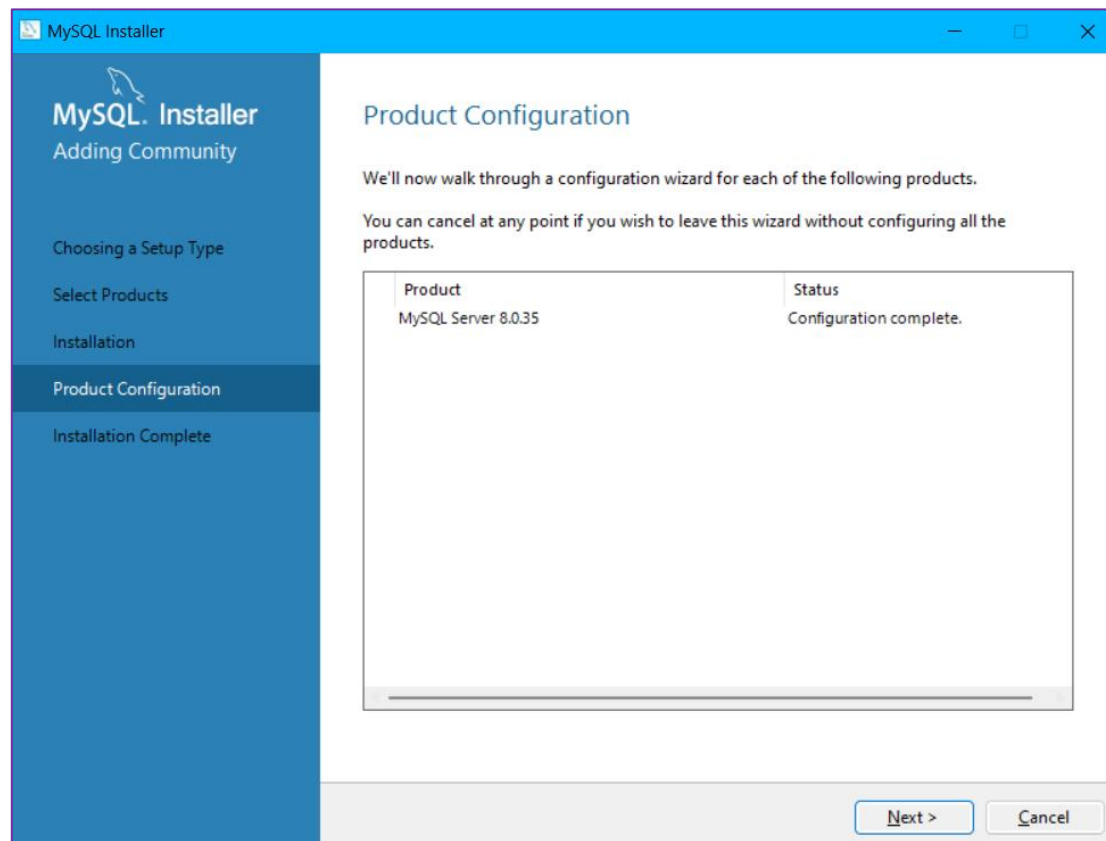 MySQL Installer
MySQL. Installer
Adding Community
Choosing a Setup Type
Select Products
Installation
Product Configuration
Installation Complete
Product Configuration
We'll now walk through a configuration wizard for each of the following products.
You can cancel at any point if you wish to leave this wizard without configuring all the
products.
Product Status
MySQL Server 8.0.35 Configuration complete.
Next > Cancel